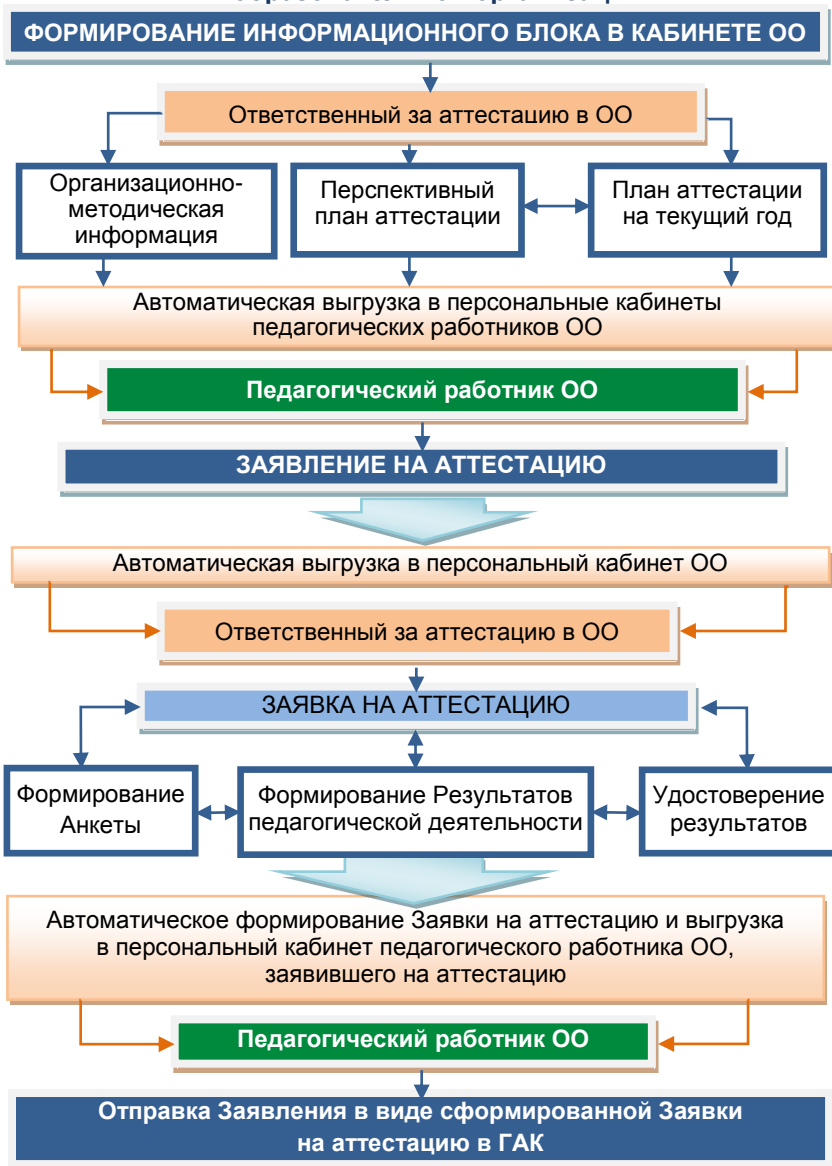 ФОРМИРОВАНИЕ ИНФОРМАЦИОННОГО БЛОКА В КАБИНЕТЕ ОО
Ответственный за аттестацию в ОО
Организационно-
методическая
информация
Перспективный
план аттестации
План аттестации
на текущий год
Автоматическая выгрузка в персональные кабинеты
педагогических работников ОО
Педагогический работник ОО
ЗАЯВЛЕНИЕ НА АТТЕСТАЦИЮ
Автоматическая выгрузка в персональный кабинет ОО
Ответственный за аттестацию в ОО
ЗАЯВКА НА АТТЕСТАЦИЮ
Формирование
Анкеты
Формирование Результатов
педагогической деятельности
Удостоверение
результатов
Автоматическое формирование Заявки на аттестацию и выгрузка
в персональный кабинет педагогического работника ОО,
заявившего на аттестацию
Педагогический работник ОО
Отправка Заявления в виде сформированной Заявки
на аттестацию в ГАК